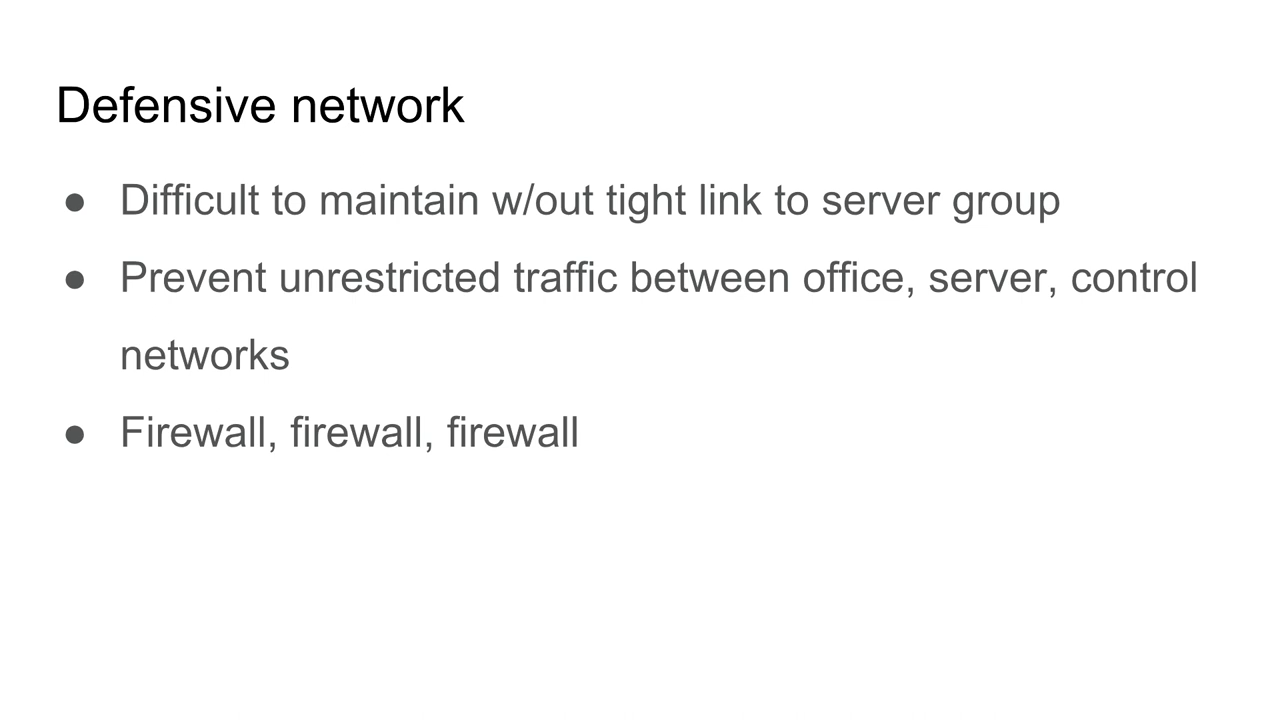 Defensive network
● Difficult to maintain w/out tight link to server group
● Prevent unrestricted traffic between office, server, control
networks
● Firewall, firewall, firewall